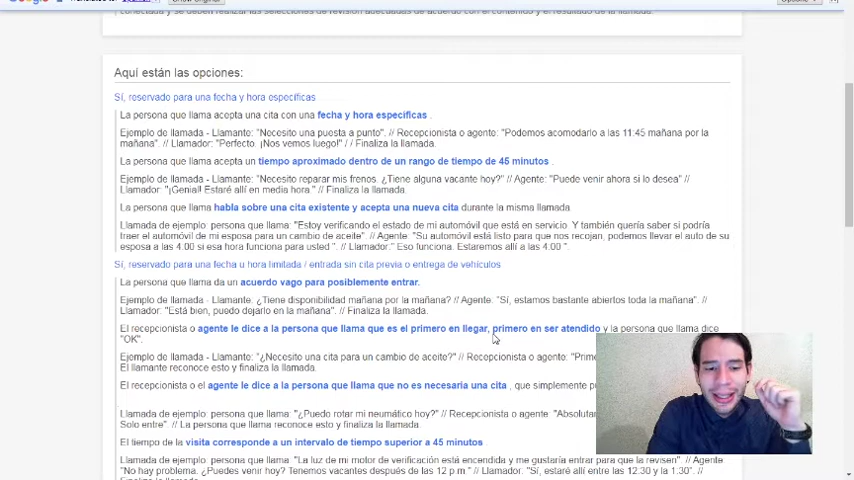 conectada y se deben realizar las selecciones de revisión adecuadas de acuerdo con el contenido y el resultado de la llamada.
Aquí están las opciones:
Sí, reservado para una fecha y hora específicas
La persona que llama acepta una cita con una fecha y hora específicas .
Ejemplo de llamada - Llamante: "Necesito una puesta a punto". // Recepcionista o agente: "Podemos acomodarlo a las 11:45 mañana por la
mañana". // Llamador: "Perfecto. ¡Nos vemos luego!" / / Finaliza la llamada.
La persona que llama acepta un tiempo aproximado dentro de un rango de tiempo de 45 minutos .
Ejemplo de llamada - Llamante: "Necesito reparar mis frenos. ¿Tiene alguna vacante hoy?" // Agente: "Puede venir ahora si lo desea" //
Llamador: "¡Genial! Estaré allí en media hora." // Finaliza la llamada.
La persona que llama habla sobre una cita existente y acepta una nueva cita durante la misma llamada.
Llamada de ejemplo: persona que llama: "Estoy verificando el estado de mi automóvil que está en servicio. Y también quería saber si podría
traer el automóvil de mi esposa para un cambio de aceite". // Agente: "Su automóvil está listo para que nos recojan, podemos llevar el auto de su
esposa a las 4:00 si esa hora funciona para usted ". // Llamador:" Eso funciona. Estaremos allí a las 4:00 ".
Sí, reservado para una fecha u hora limitada / entrada sin cita previa o entrega de vehículos
La persona que llama da un acuerdo vago para posiblemente entrar.
Ejemplo de llamada - Llamante: ¿Tiene disponibilidad mañana por la mañana? // Agente: "Sí, estamos bastante abiertos toda la mañana". //
Llamador: "Está bien, puedo dejarlo en la mañana". // Finaliza la llamada.
El recepcionista o agente le dice a la persona que llama que es el primero en llegar, primero en ser atendido y la persona que llama dice
"OK".
Ejemplo de llamada - Llamante: "¿Necesito una cita para un cambio de aceite?" // Recepcionista o agente:
El llamante reconoce esto y finaliza la llamada.
El recepcionista o el agente le dice a la persona que llama que no es necesaria una cita , que simplemente
Llamada de ejemplo: persona que llama: "¿Puedo rotar mi neumático hoy?" // Recepcionista o agente:
Solo entre". // La persona que llama reconoce esto y finaliza la llamada.
El tiempo de la visita corresponde a un intervalo de tiempo superior a 45 minutos .
Llamada de ejemplo: persona que llama: "La luz de mi motor de verificación está encendida y me gustaría entrar para que la revisen". // Agente:
"No hay problema. ¿Puedes venir hoy? Tenemos vacantes después de las 12 p.m." // Llamador: "Sí, estaré allí entre las 12:30 y la 1:30". //